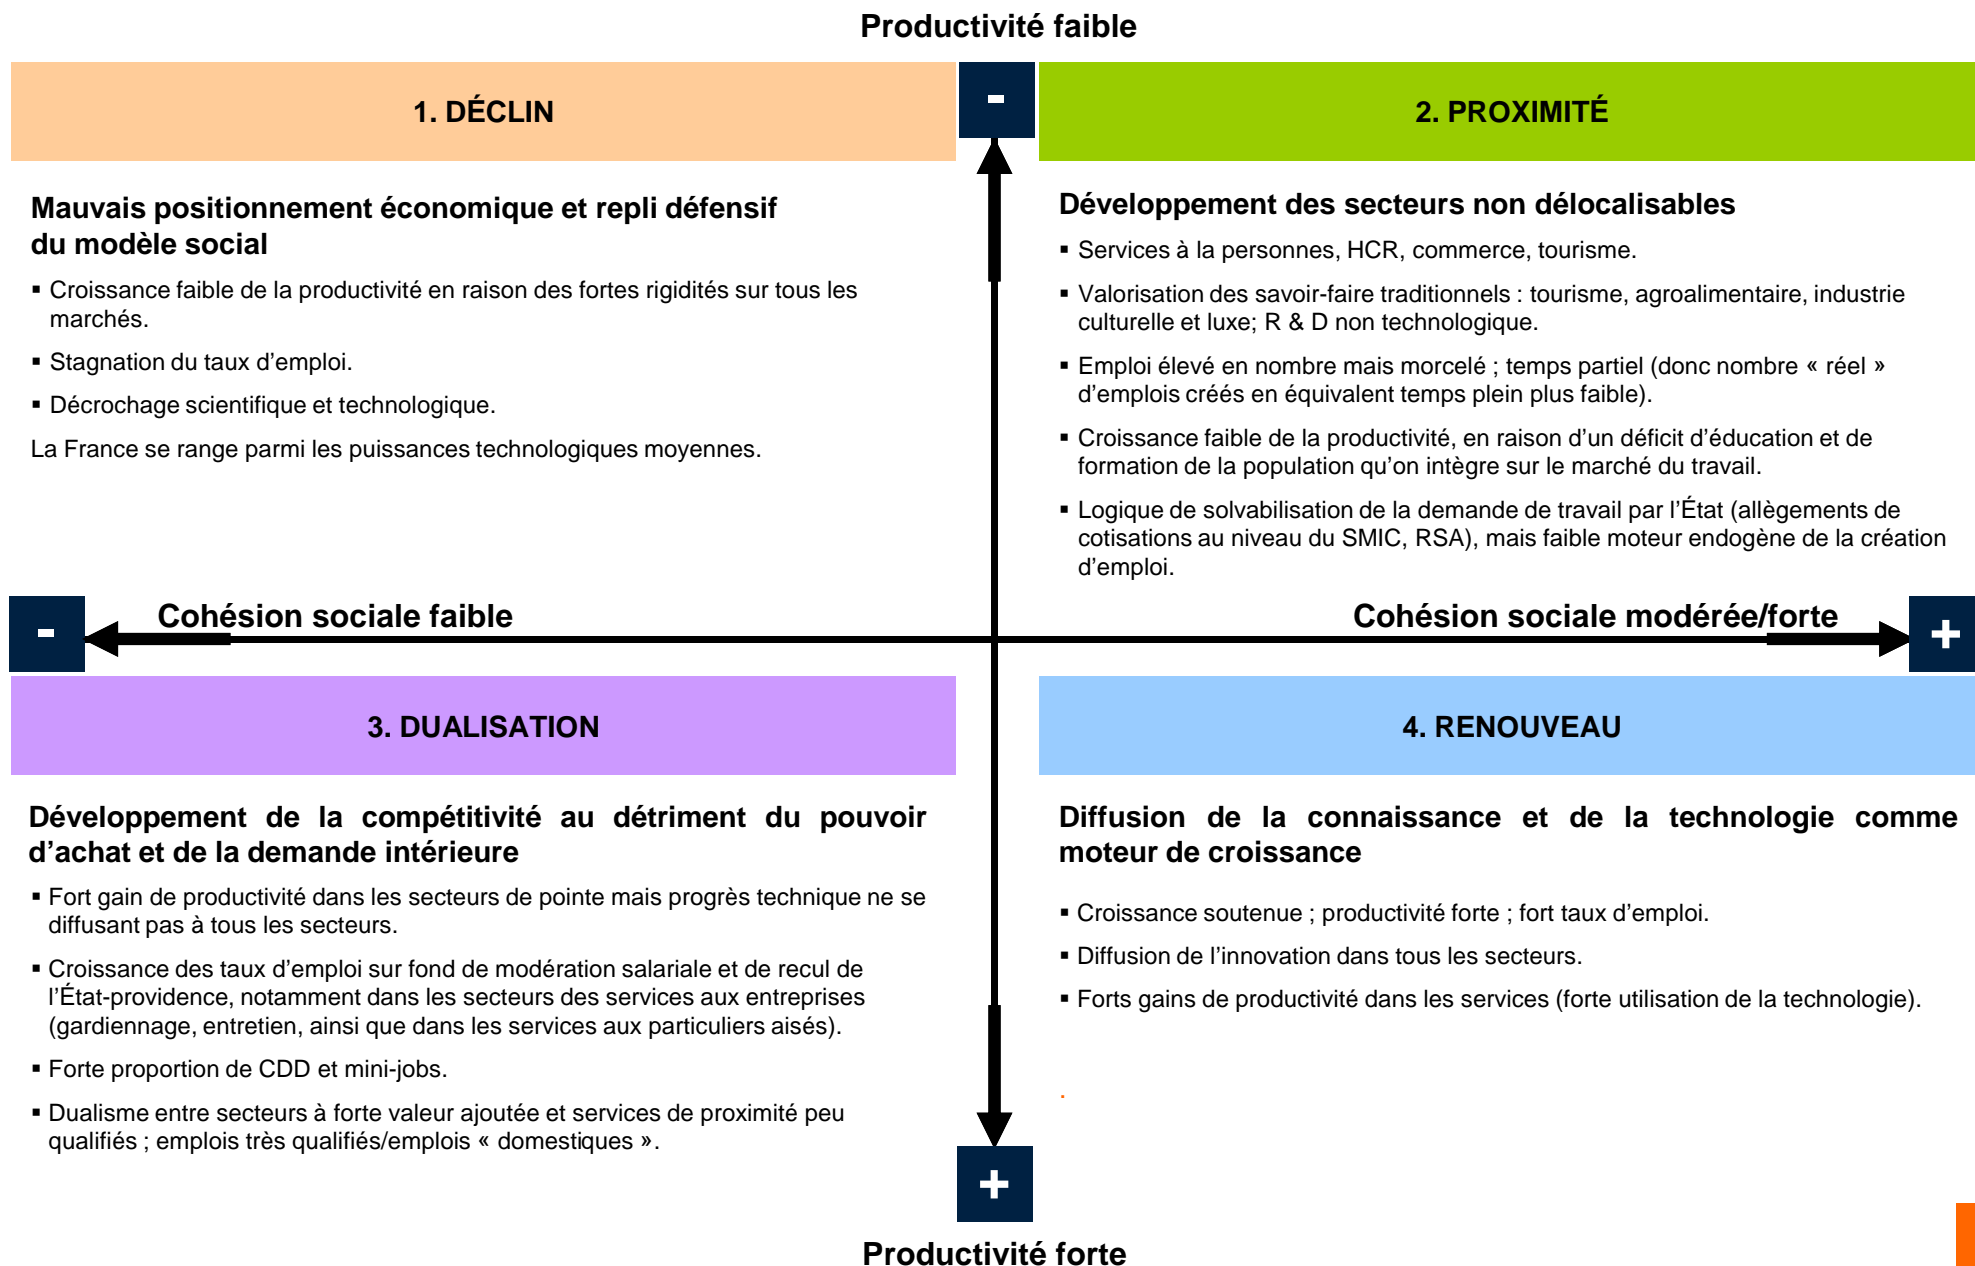 Productivité faible
1. DÉCLIN
-
2. PROXIMITÉ
Mauvais positionnement économique et repli défensif
du modèle social
▪ Croissance faible de la productivité en raison des fortes rigidités sur tous les
marchés.
▪ Stagnation du taux d’emploi.
▪ Décrochage scientifique et technologique.
La France se range parmi les puissances technologiques moyennes.
Développement des secteurs non délocalisables
▪ Services à la personnes, HCR, commerce, tourisme.
▪ Valorisation des savoir-faire traditionnels : tourisme, agroalimentaire, industrie
culturelle et luxe; R & D non technologique.
▪ Emploi élevé en nombre mais morcelé ; temps partiel (donc nombre « réel »
d’emplois créés en équivalent temps plein plus faible).
▪ Croissance faible de la productivité, en raison d’un déficit d’éducation et de
formation de la population qu’on intègre sur le marché du travail.
▪ Logique de solvabilisation de la demande de travail par l’État (allègements de
cotisations au niveau du SMIC, RSA), mais faible moteur endogène de la création
d’emploi.
-
Cohésion sociale faible
Cohésion sociale modérée/forte
+
3. DUALISATION
4. RENOUVEAU
Développement de la compétitivité au détriment du pouvoir
d’achat et de la demande intérieure
▪ Fort gain de productivité dans les secteurs de pointe mais progrès technique ne se
diffusant pas à tous les secteurs.
▪ Croissance des taux d’emploi sur fond de modération salariale et de recul de
l’État-providence, notamment dans les secteurs des services aux entreprises
(gardiennage, entretien, ainsi que dans les services aux particuliers aisés).
▪ Forte proportion de CDD et mini-jobs.
▪ Dualisme entre secteurs à forte valeur ajoutée et services de proximité peu
qualifiés ; emplois très qualifiés/emplois « domestiques ».
Diffusion de la connaissance et de la technologie comme
moteur de croissance
▪ Croissance soutenue ; productivité forte ; fort taux d’emploi.
▪ Diffusion de l’innovation dans tous les secteurs.
▪ Forts gains de productivité dans les services (forte utilisation de la technologie).
.
+
Productivité forte